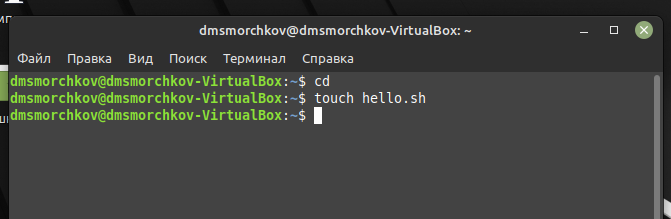 dmsmorchkov@dmsmorchkov-VirtualBox: ~
Файл Правка Вид Поиск Терминал Справка
dmsmorchkov@dmsmorchkov-VirtualBox:~$ cd
dmsmorchkov@dmsmorchkov-VirtualBox:~$ touch hello.sh
dmsmorchkov@dmsmorchkov-VirtualBox:~$